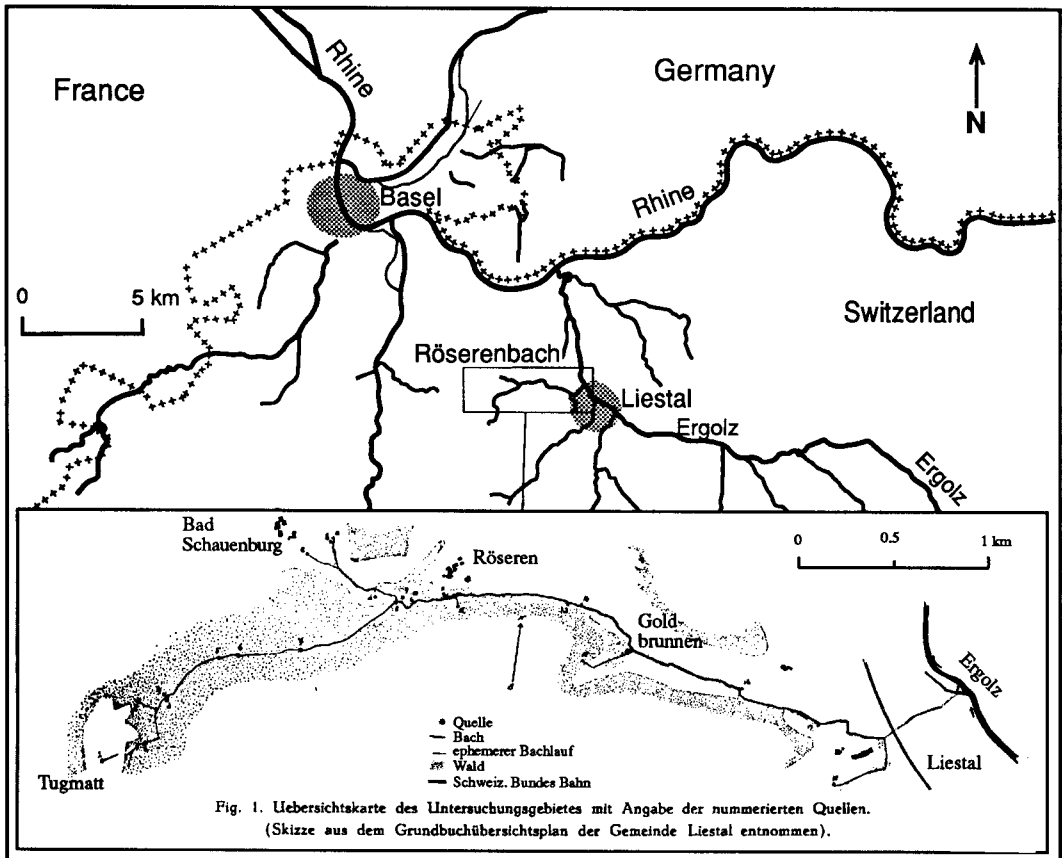 France
Rhine
Germany
N
Basel
Rhine
0 5 km
Switzerland
Röserenbach
Liestal
Ergolz
Ergolz
Bad
Schauenburg
Röseren
0 0.5 1 km
Gold-
brunnen
Ergolz
Tugmatt
Liestal
Quelle
Bach
ephemerer Bachlauf
Wald
Schweiz. Bundes Bahn
Fig. 1. Uebersichtskarte des Untersuchungsgebietes mit Angabe der nummerierten Quellen.
(Skizze aus dem Grundbuchübersichtsplan der Gemeinde Liestal entnommen).